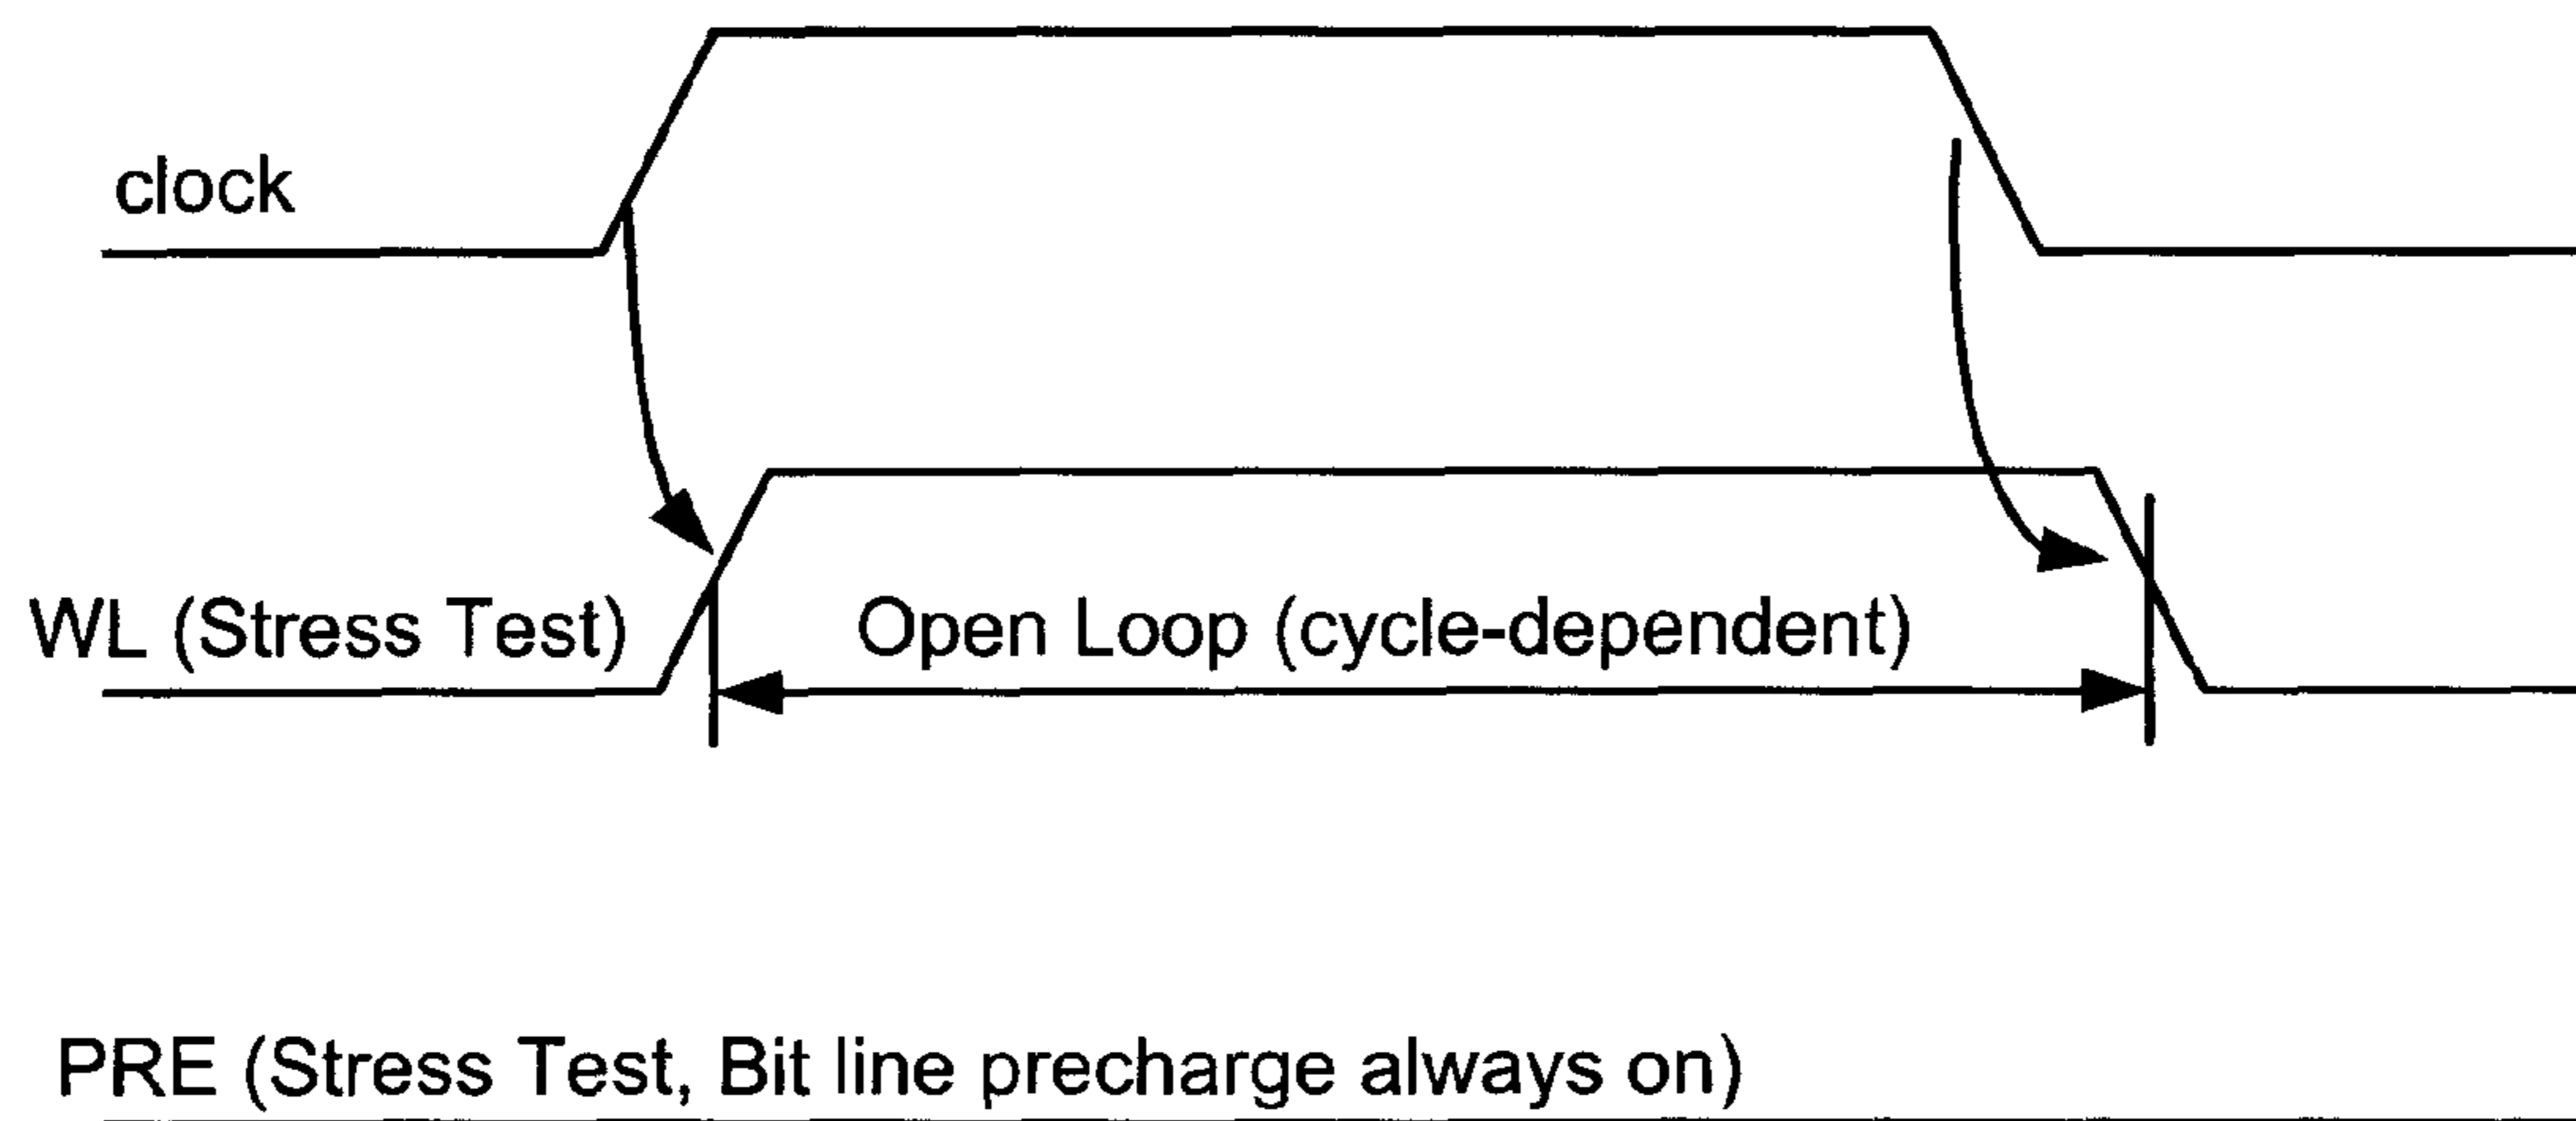 clock
WL (Stress Test)
Open Loop (cycle-dependent)
PRE (Stress Test, Bit line precharge always on)